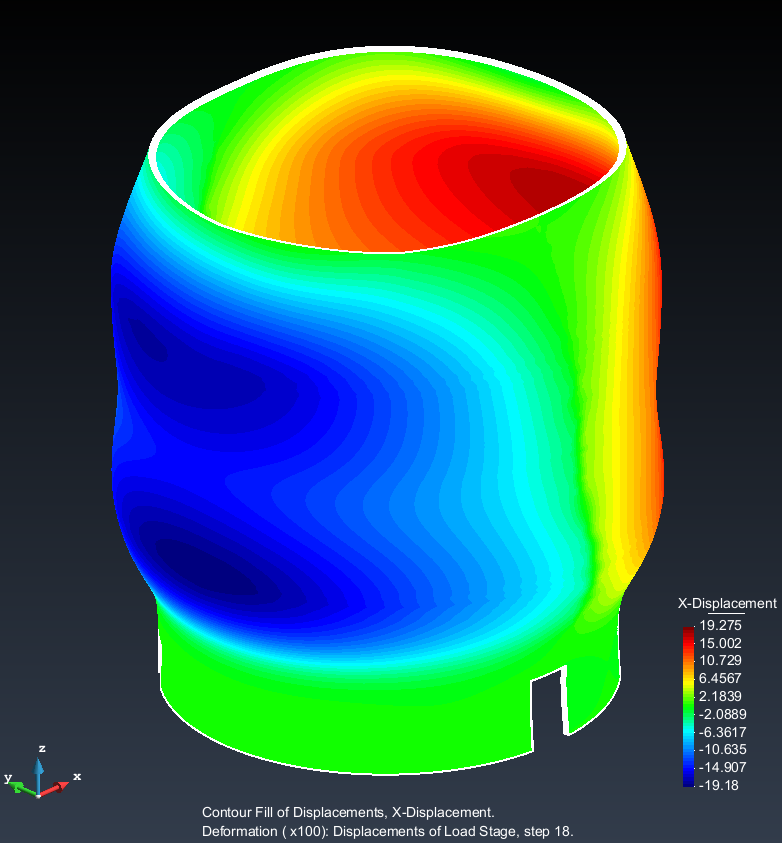 X-Displacement
19.275
15.002
10.729
6.4567
2.1839
-2.0889
-6.3617
-10.635
-14.907
-19.18
z
y
x
Contour Fill of Displacements, X-Displacement.
Deformation ( x100): Displacements of Load Stage, step 18.